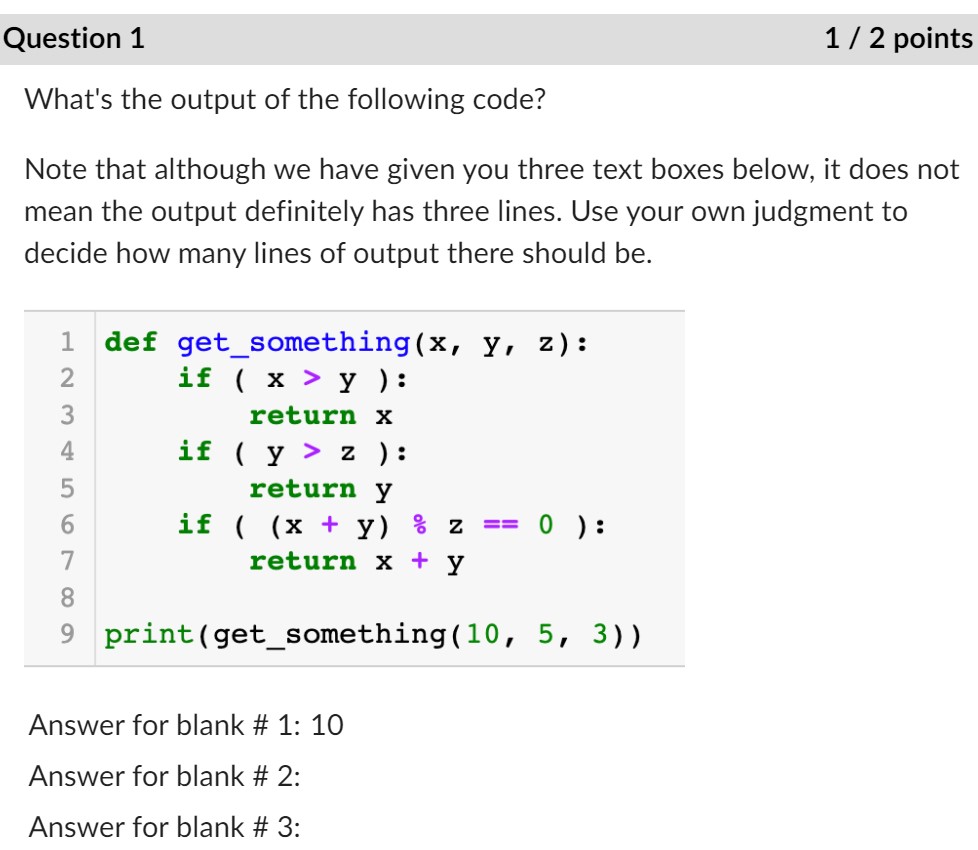 Question 1 1 / 2 points
What's the output of the following code?
Note that although we have given you three text boxes below, it does not
mean the output definitely has three lines. Use your own judgment to
decide how many lines of output there should be.
1 def get_something(x, y, z):
2     if ( x > y ):
3         return x
4     if ( y > z ):
5         return y
6     if ( (x + y) % z == 0 ):
7         return x + y
8
9 print(get_something(10, 5, 3))
Answer for blank # 1: 10
Answer for blank # 2:
Answer for blank # 3: